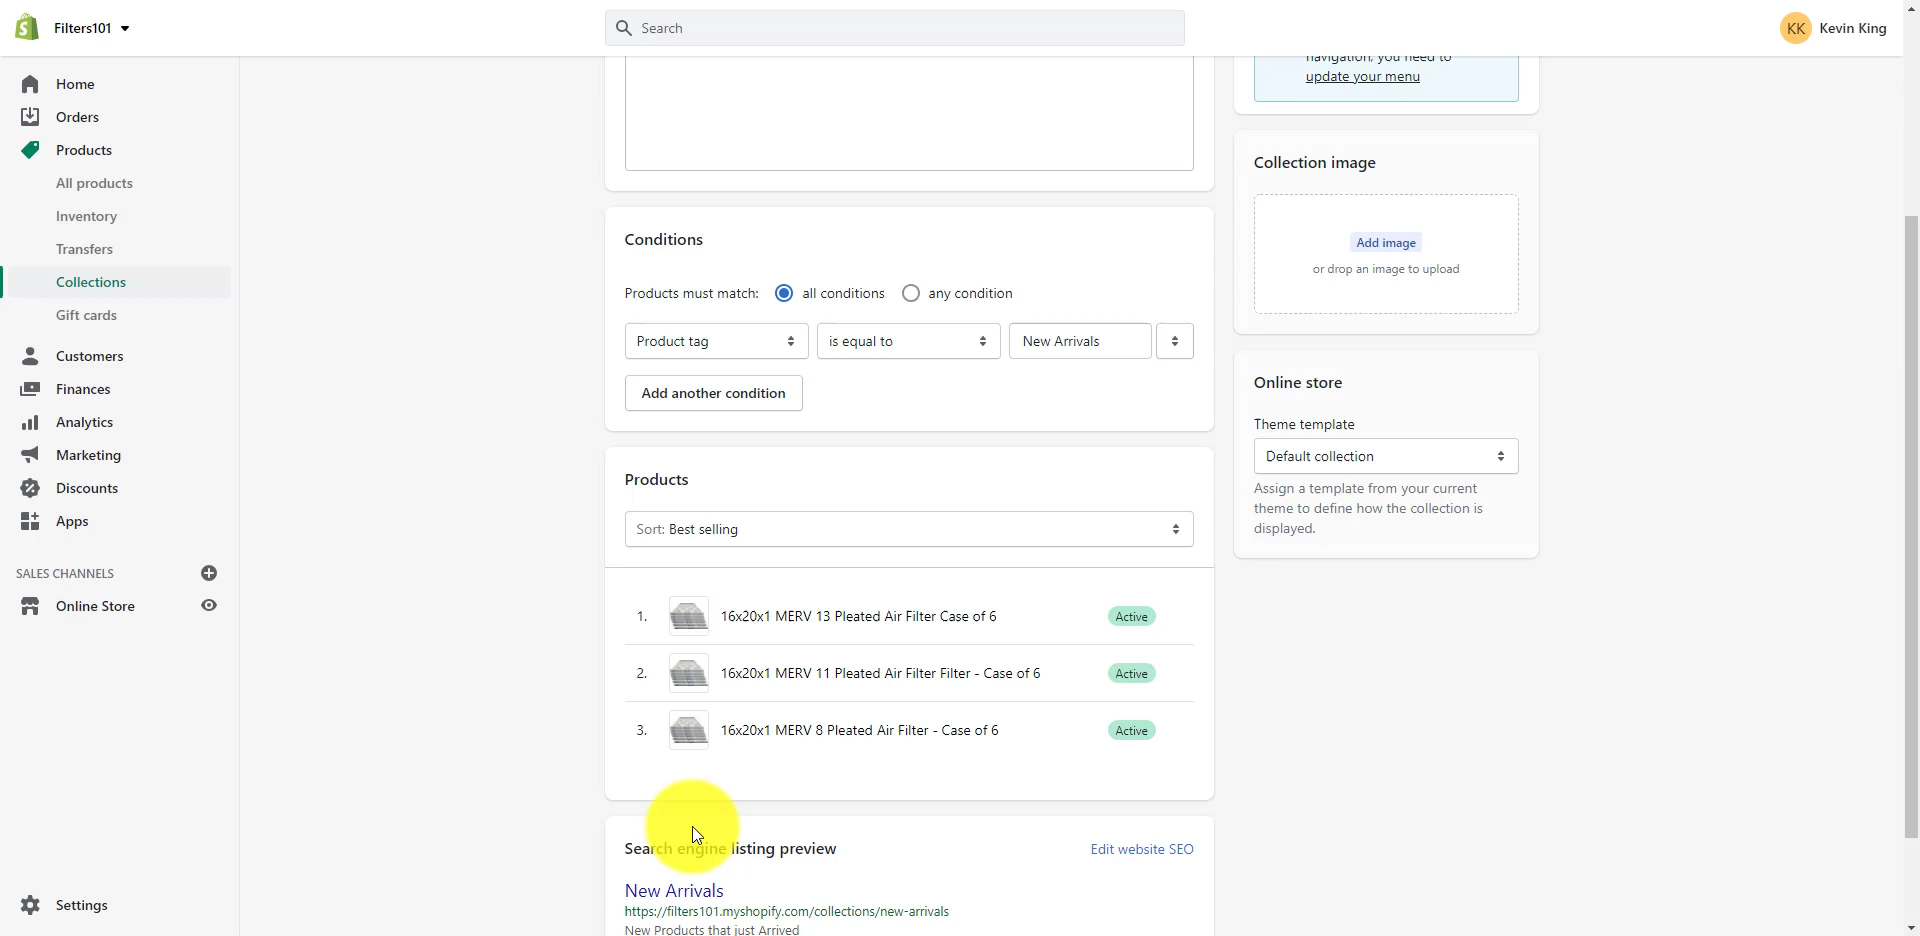 Filters101
Search
KK Kevin King
Home
Orders
Products
All products
Inventory
Transfers
Collections
Gift cards
Customers
Finances
Analytics
Marketing
Discounts
Apps
SALES CHANNELS
Online Store
Settings
Conditions
Products must match: all conditions any condition
Product tag is equal to New Arrivals
Add another condition
Products
Sort: Best selling
1. 16x20x1 MERV 13 Pleated Air Filter Case of 6 Active
2. 16x20x1 MERV 11 Pleated Air Filter Filter - Case of 6 Active
3. 16x20x1 MERV 8 Pleated Air Filter - Case of 6 Active
Search engine listing preview Edit website SEO
New Arrivals
https://filters101.myshopify.com/collections/new-arrivals
New Products that just Arrived
navigation, you need to
update your menu
Collection image
Add image
or drop an image to upload
Online store
Theme template
Default collection
Assign a template from your current
theme to define how the collection is
displayed.